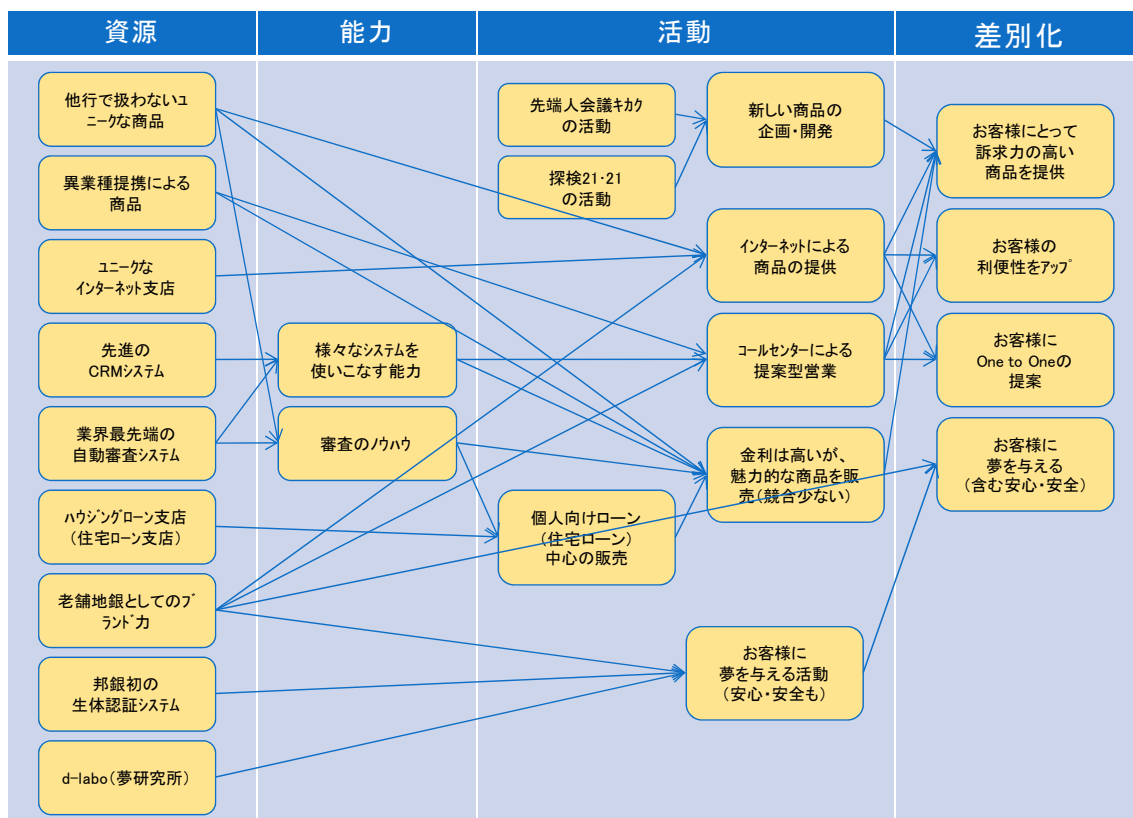 資源
能力
活動
差別化
他行で扱わないユ
ニークな商品
異業種提携による
商品
ユニークな
インターネット支店
先進の
CRMシステム
業界最先端の
自動審査システム
ハウジングローン支店
(住宅ローン支店)
老舗地銀としてのブ
ランド力
邦銀初の
生体認証システム
d-labo(夢研究所)
様々なシステムを
使いこなす能力
審査のノウハウ
先端人会議キカク
の活動
探検21・21
の活動
個人向けローン
(住宅ローン)
中心の販売
新しい商品の
企画・開発
インターネットによる
商品の提供
コールセンターによる
提案型営業
金利は高いが、
魅力的な商品を販
売(競合少ない)
お客様に
夢を与える活動
(安心・安全も)
お客様にとって
訴求力の高い
商品を提供
お客様の
利便性をアップ
お客様に
One to Oneの
提案
お客様に
夢を与える
(含む安心・安全)